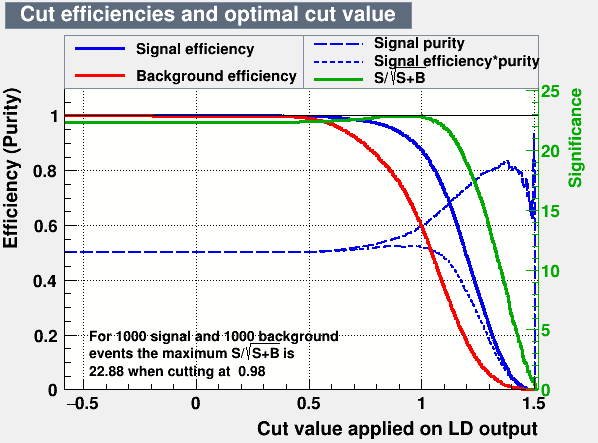 Cut efficiencies and optimal cut value
Signal efficiency
Background efficiency
Signal purity
Signal efficiency*purity
S/√S+B
Efficiency (Purity)
1
0.8
0.6
0.4
0.2
0
25
20
15
10
5
0
Significance
For 1000 signal and 1000 background
events the maximum S/√S+B is
22.88 when cutting at 0.98
−0.5
0
0.5
1
1.5
Cut value applied on LD output